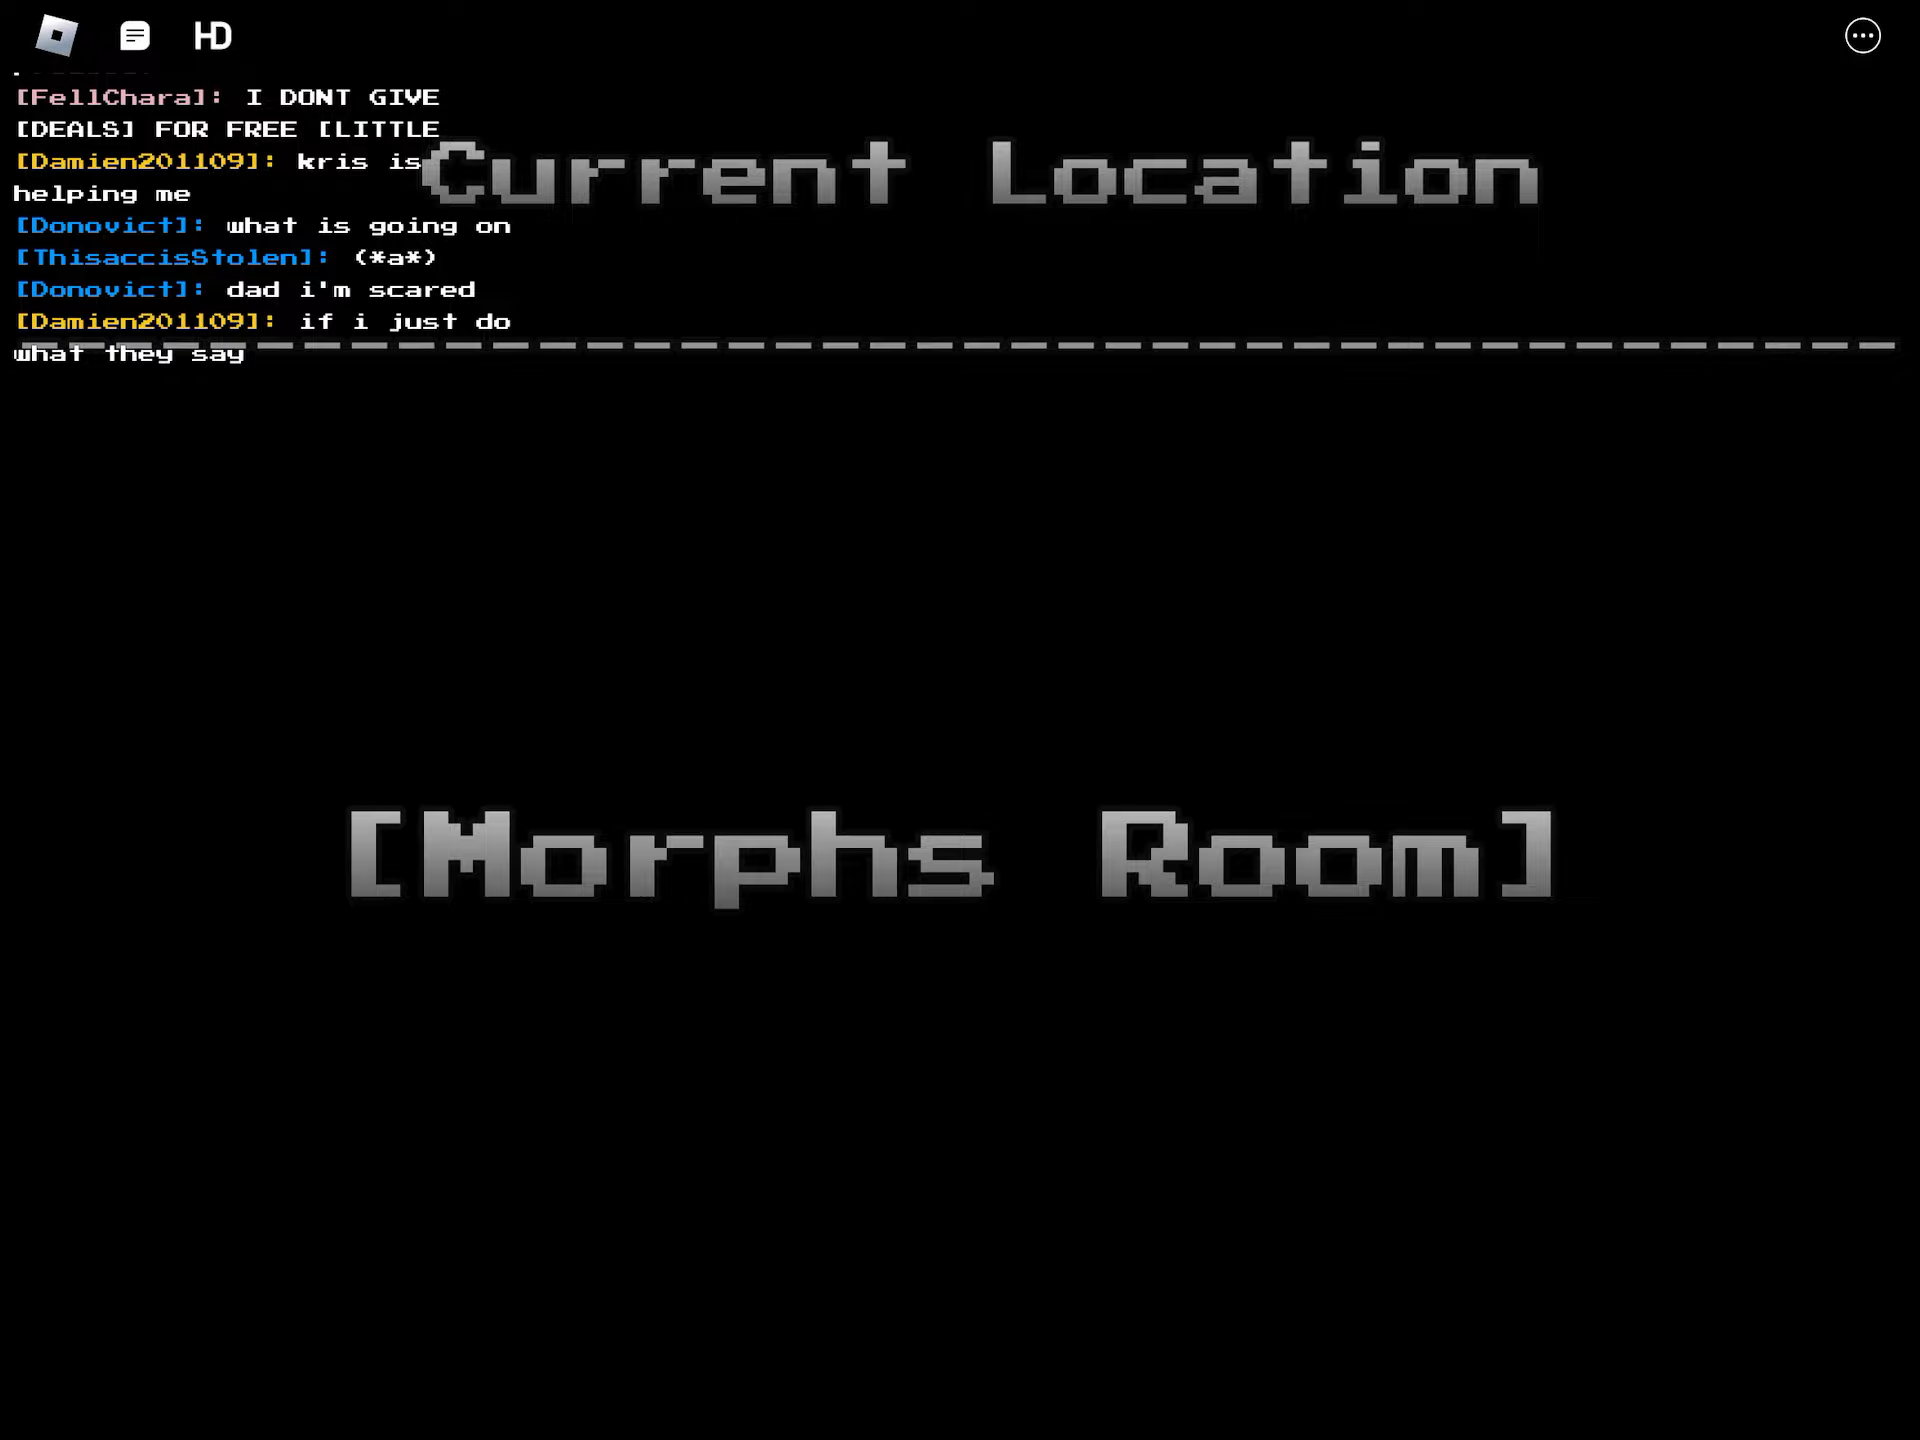 HD
[FellChara]: I DONT GIVE
[DEALS] FOR FREE [LITTLE
[Damien201109]: kris is
helping me
[Donovict]: what is going on
[ThisaccisStolen]: (*a*)
[Donovict]: dad i'm scared
[Damien201109]: if i just do
what they say
Current Location
[Morphs Room]